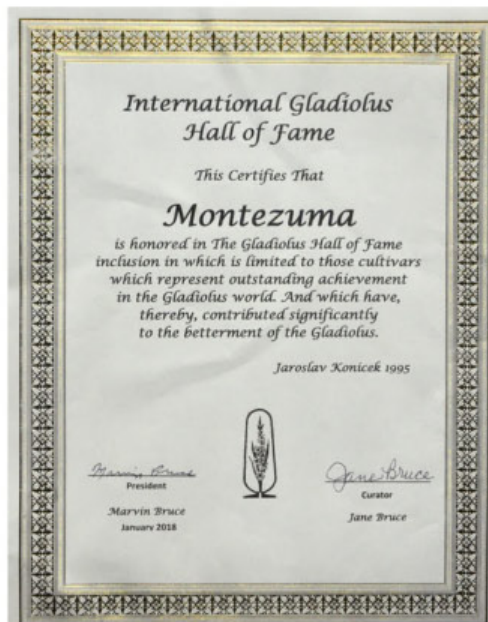 International Gladiolus
Hall of Fame
This Certifies That
Montezuma
is honored in The Gladiolus Hall of Fame
inclusion in which is limited to those cultivars
which represent outstanding achievement
in the Gladiolus world. And which have,
thereby, contributed significantly
to the betterment of the Gladiolus.
Jaroslav Konicek 1995
Marvin Bruce
President
Marvin Bruce
January 2018
Jane Bruce
Curator
Jane Bruce